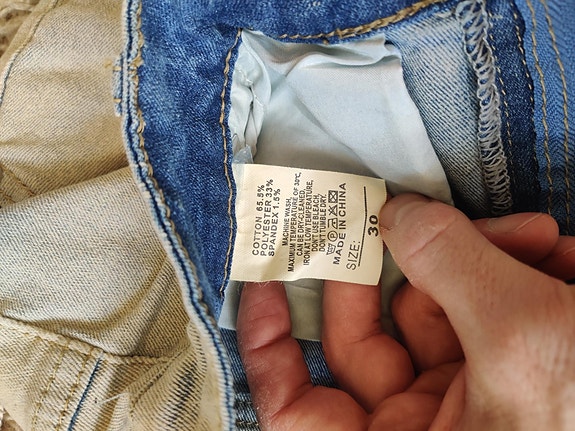 COTTON 65.5%
POLYESTER 33%
SPANDEX 1.5%
MACHINE WASH,
MAXIMUM TEMPERATURE OF 30℃,
CAN BE DRY-CLEANED,
IRON AT LOW TEMPERATURE,
DON'T USE BLEACH,
DON'T TUMBLE DRY.
MADE IN CHINA
SIZE: 30